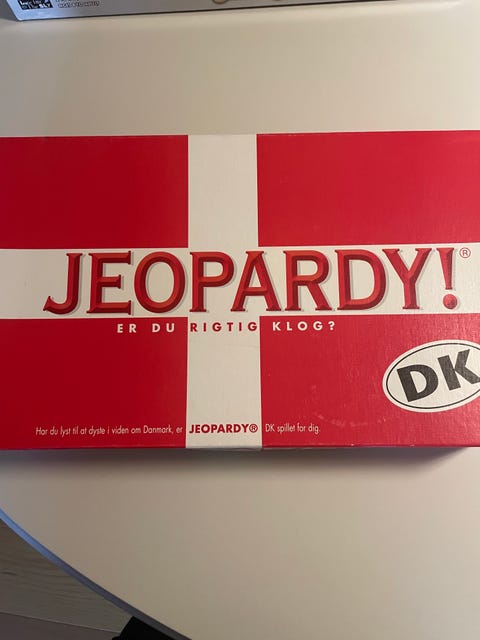 JEOPARDY!®
ER DU RIGTIG KLOG?
DK
Har du lyst til at dyste i viden om Danmark, er JEOPARDY® DK spillet for dig.